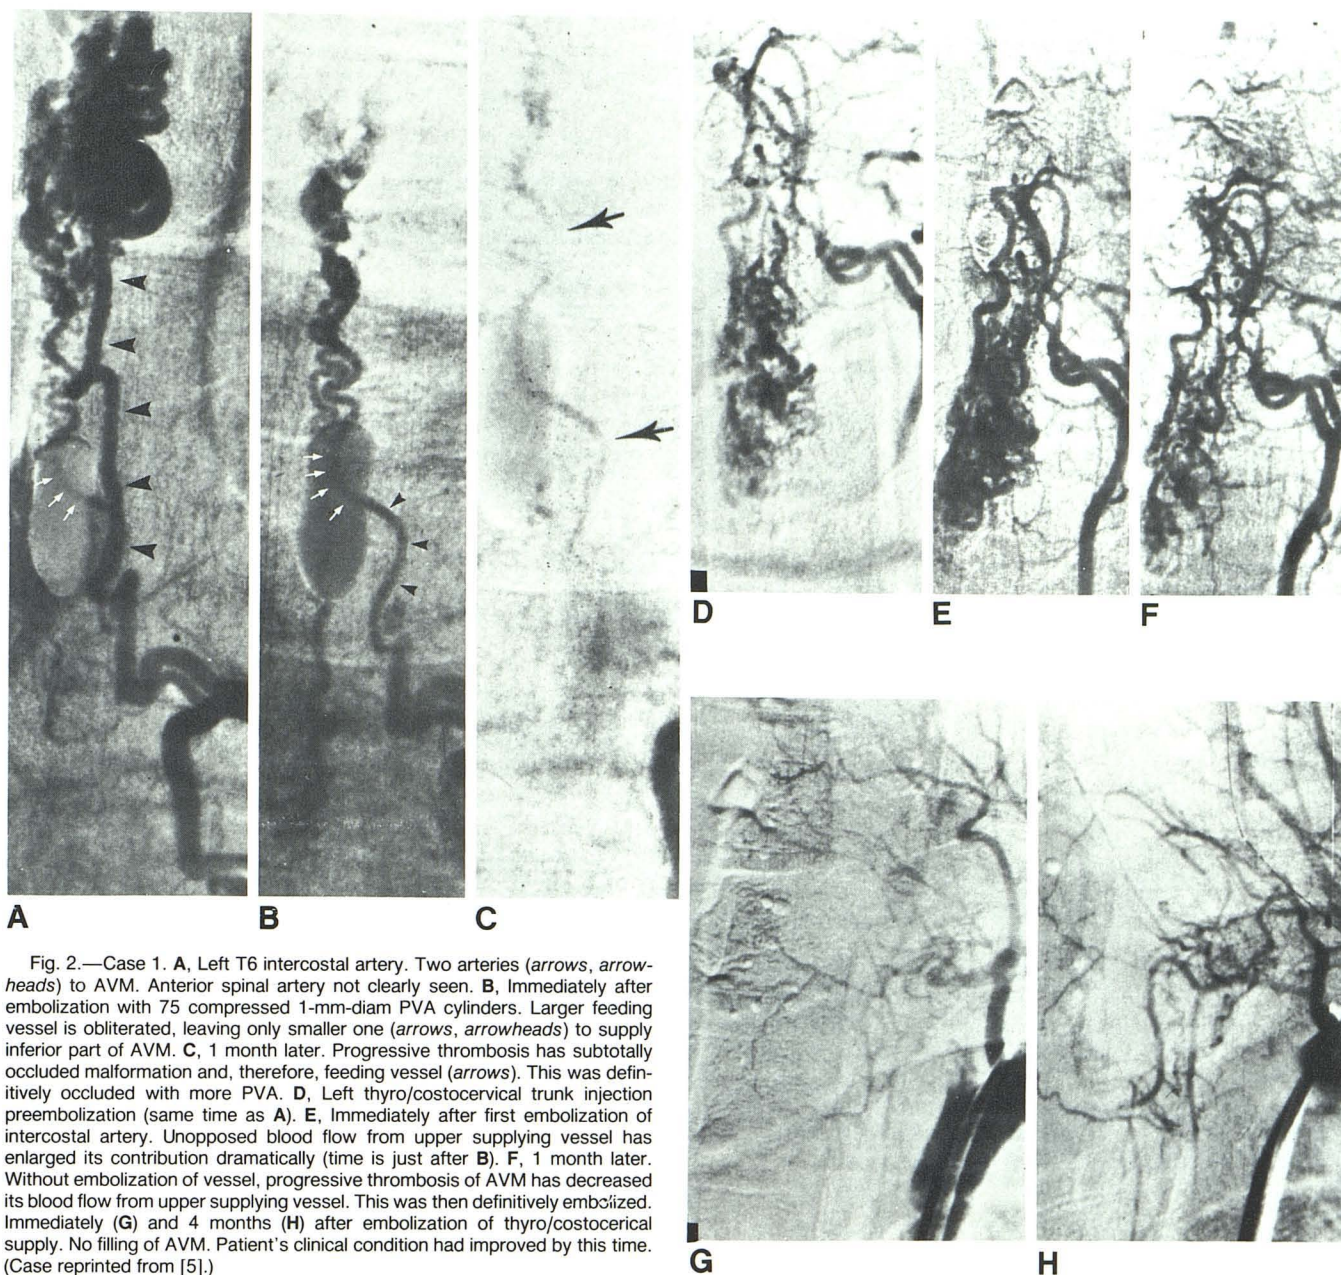 D
E
F
A
B
C
Fig. 2.—Case 1. A, Left T6 intercostal artery. Two arteries (arrows, arrow-
heads) to AVM. Anterior spinal artery not clearly seen. B, Immediately after
embolization with 75 compressed 1-mm-diam PVA cylinders. Larger feeding
vessel is obliterated, leaving only smaller one (arrows, arrowheads) to supply
inferior part of AVM. C, 1 month later. Progressive thrombosis has subtotally
occluded malformation and, therefore, feeding vessel (arrows). This was defin-
itively occluded with more PVA. D, Left thyro/costocervical trunk injection
preembolization (same time as A). E, Immediately after first embolization of
intercostal artery. Unopposed blood flow from upper supplying vessel has
enlarged its contribution dramatically (time is just after B). F, 1 month later.
Without embolization of vessel, progressive thrombosis of AVM has decreased
its blood flow from upper supplying vessel. This was then definitively embolized.
Immediately (G) and 4 months (H) after embolization of thyro/costocerical
supply. No filling of AVM. Patient's clinical condition had improved by this time.
(Case reprinted from [5].)
G
H